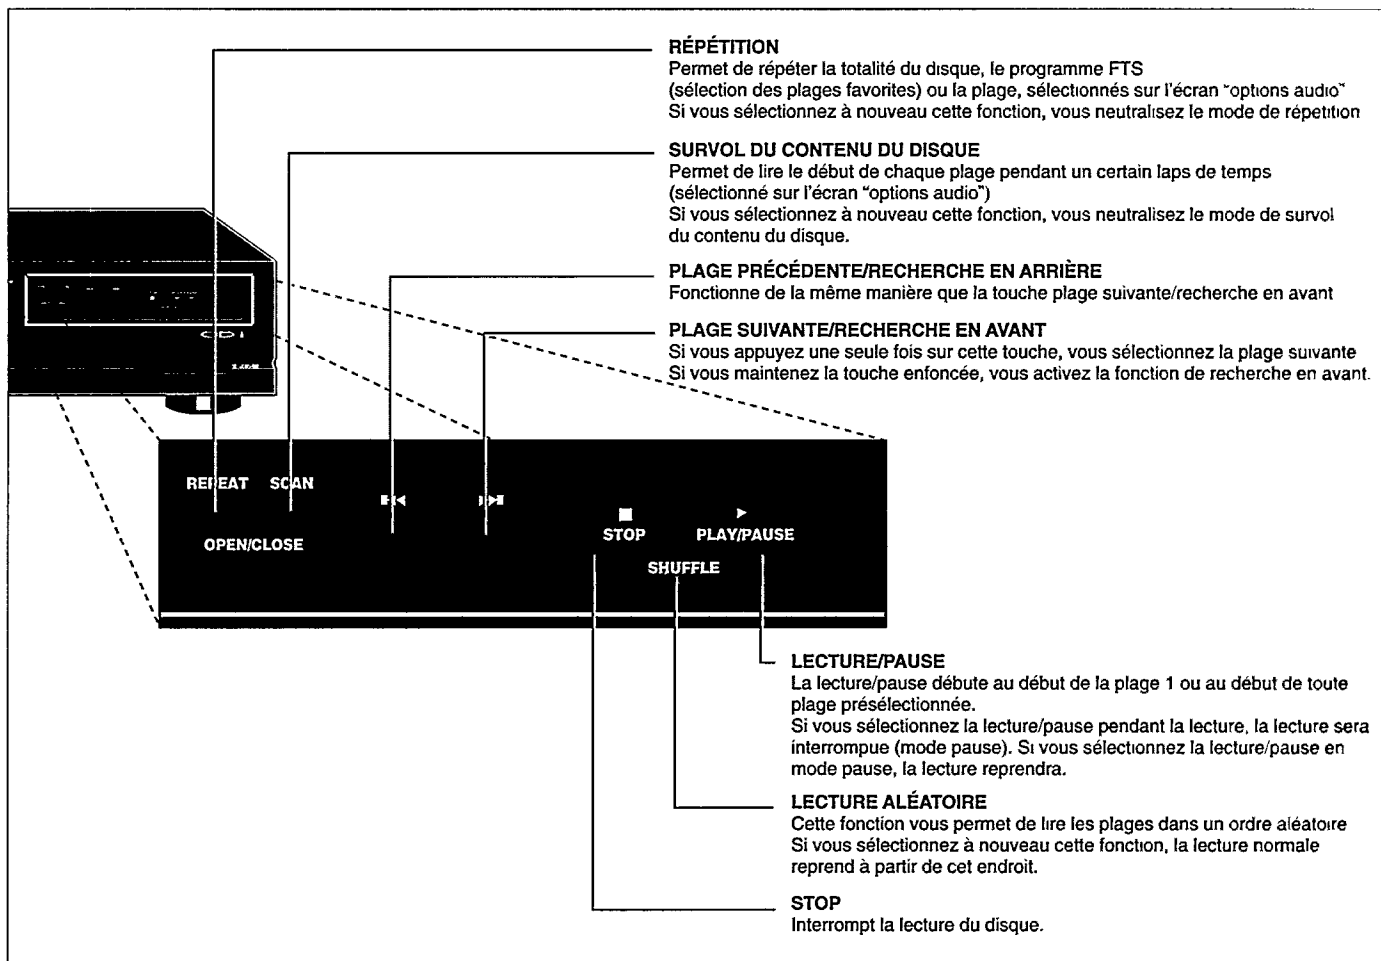 RÉPÉTITION
Permet de répéter la totalité du disque, le programme FTS
(sélection des plages favorites) ou la plage, sélectionnés sur l'écran "options audio"
Si vous sélectionnez à nouveau cette fonction, vous neutralisez le mode de répetition
SURVOL DU CONTENU DU DISQUE
Permet de lire le début de chaque plage pendant un certain laps de temps
(sélectionné sur l'écran "options audio")
Si vous sélectionnez à nouveau cette fonction, vous neutralisez le mode de survol
du contenu du disque.
PLAGE PRÉCÉDENTE/RECHERCHE EN ARRIÈRE
Fonctionne de la même manière que la touche plage suivante/recherche en avant
PLAGE SUIVANTE/RECHERCHE EN AVANT
Si vous appuyez une seule fois sur cette touche, vous sélectionnez la plage suivante
Si vous maintenez la touche enfoncée, vous activez la fonction de recherche en avant.
REPEAT SCAN
OPEN/CLOSE
STOP PLAY/PAUSE
SHUFFLE
LECTURE/PAUSE
La lecture/pause débute au début de la plage 1 ou au début de toute
plage présélectionnée.
Si vous sélectionnez la lecture/pause pendant la lecture, la lecture sera
interrompue (mode pause). Si vous sélectionnez la lecture/pause en
mode pause, la lecture reprendra.
LECTURE ALÉATOIRE
Cette fonction vous permet de lire les plages dans un ordre aléatoire
Si vous sélectionnez à nouveau cette fonction, la lecture normale
reprend à partir de cet endroit.
STOP
Interrompt la lecture du disque.